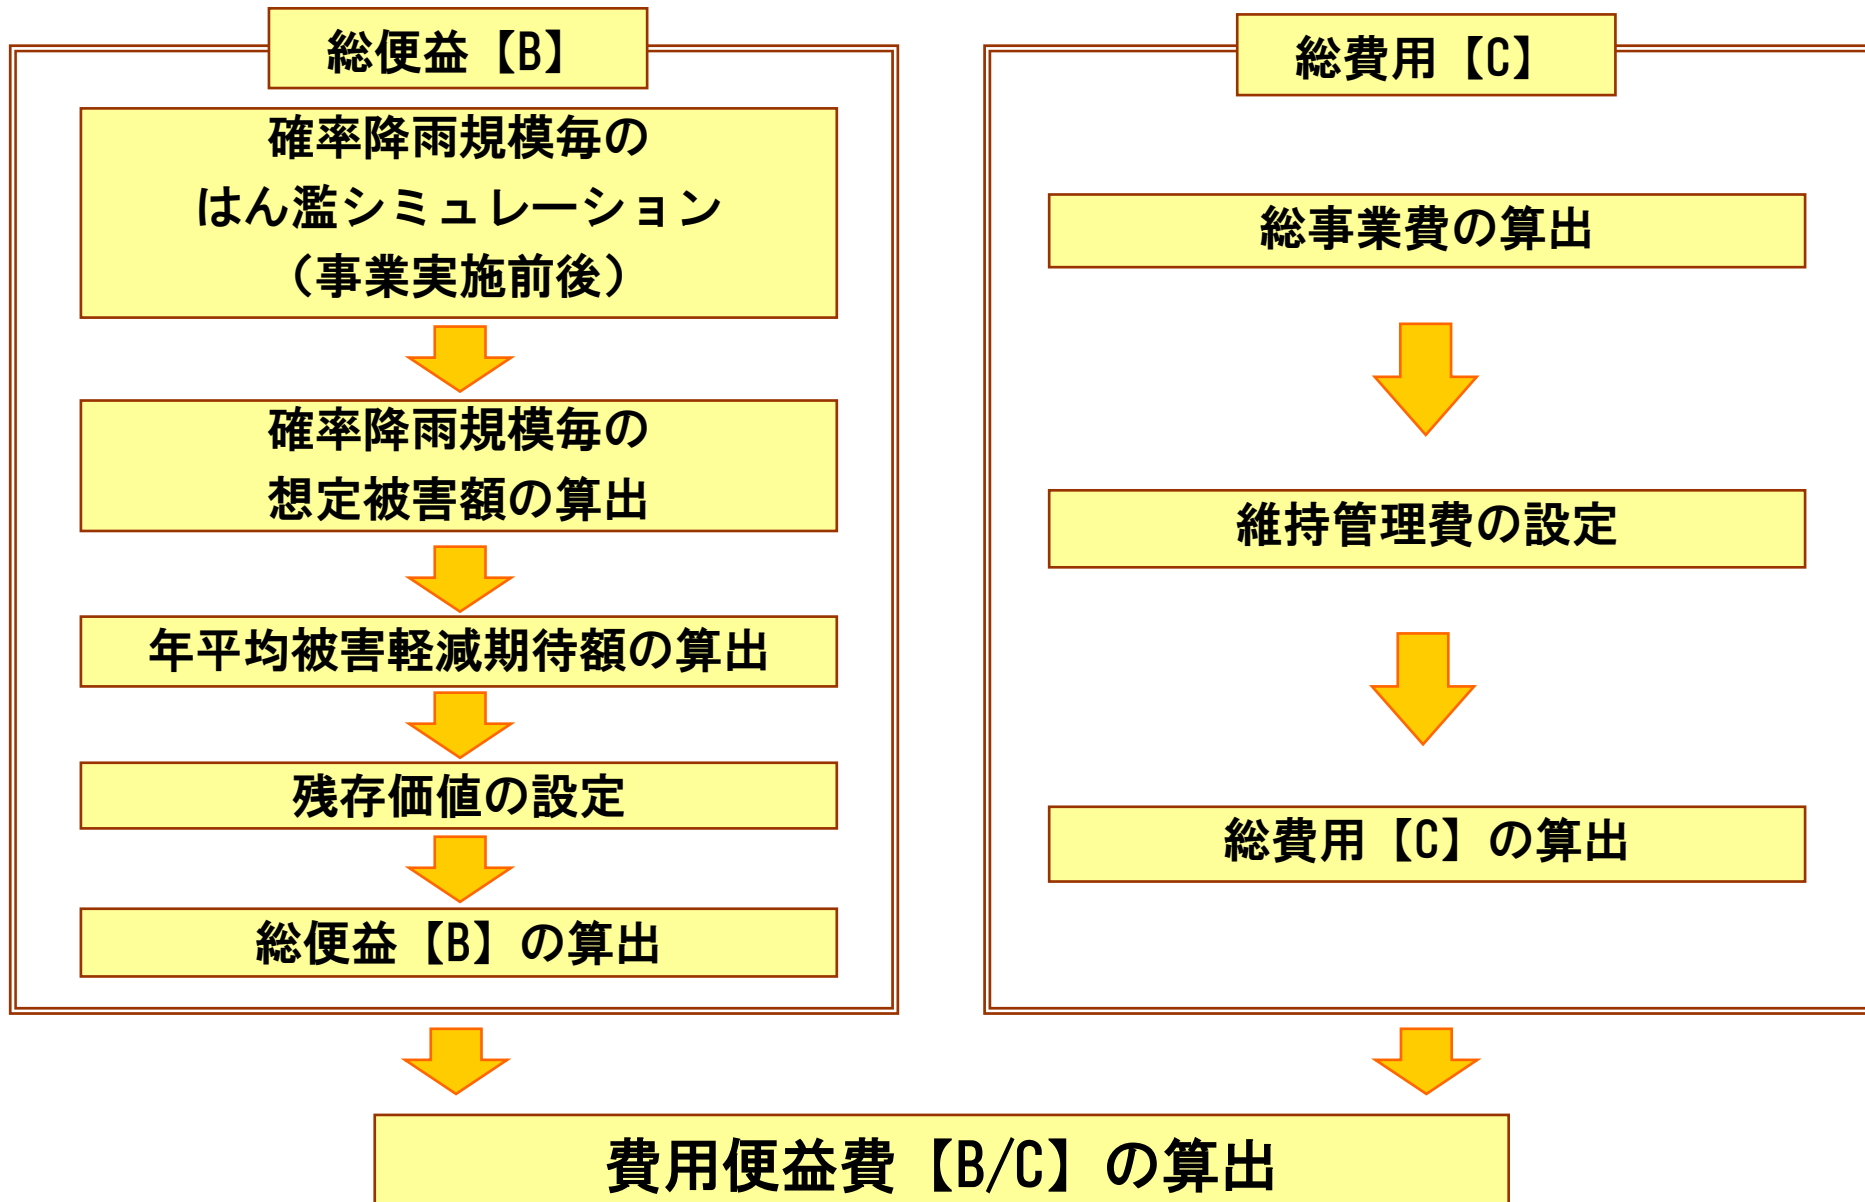 総便益【B】
確率降雨規模毎の
はん濫シミュレーション
（事業実施前後）
確率降雨規模毎の
想定被害額の算出
年平均被害軽減期待額の算出
残存価値の設定
総便益【B】の算出
総費用【C】
総事業費の算出
維持管理費の設定
総費用【C】の算出
費用便益費【B/C】の算出